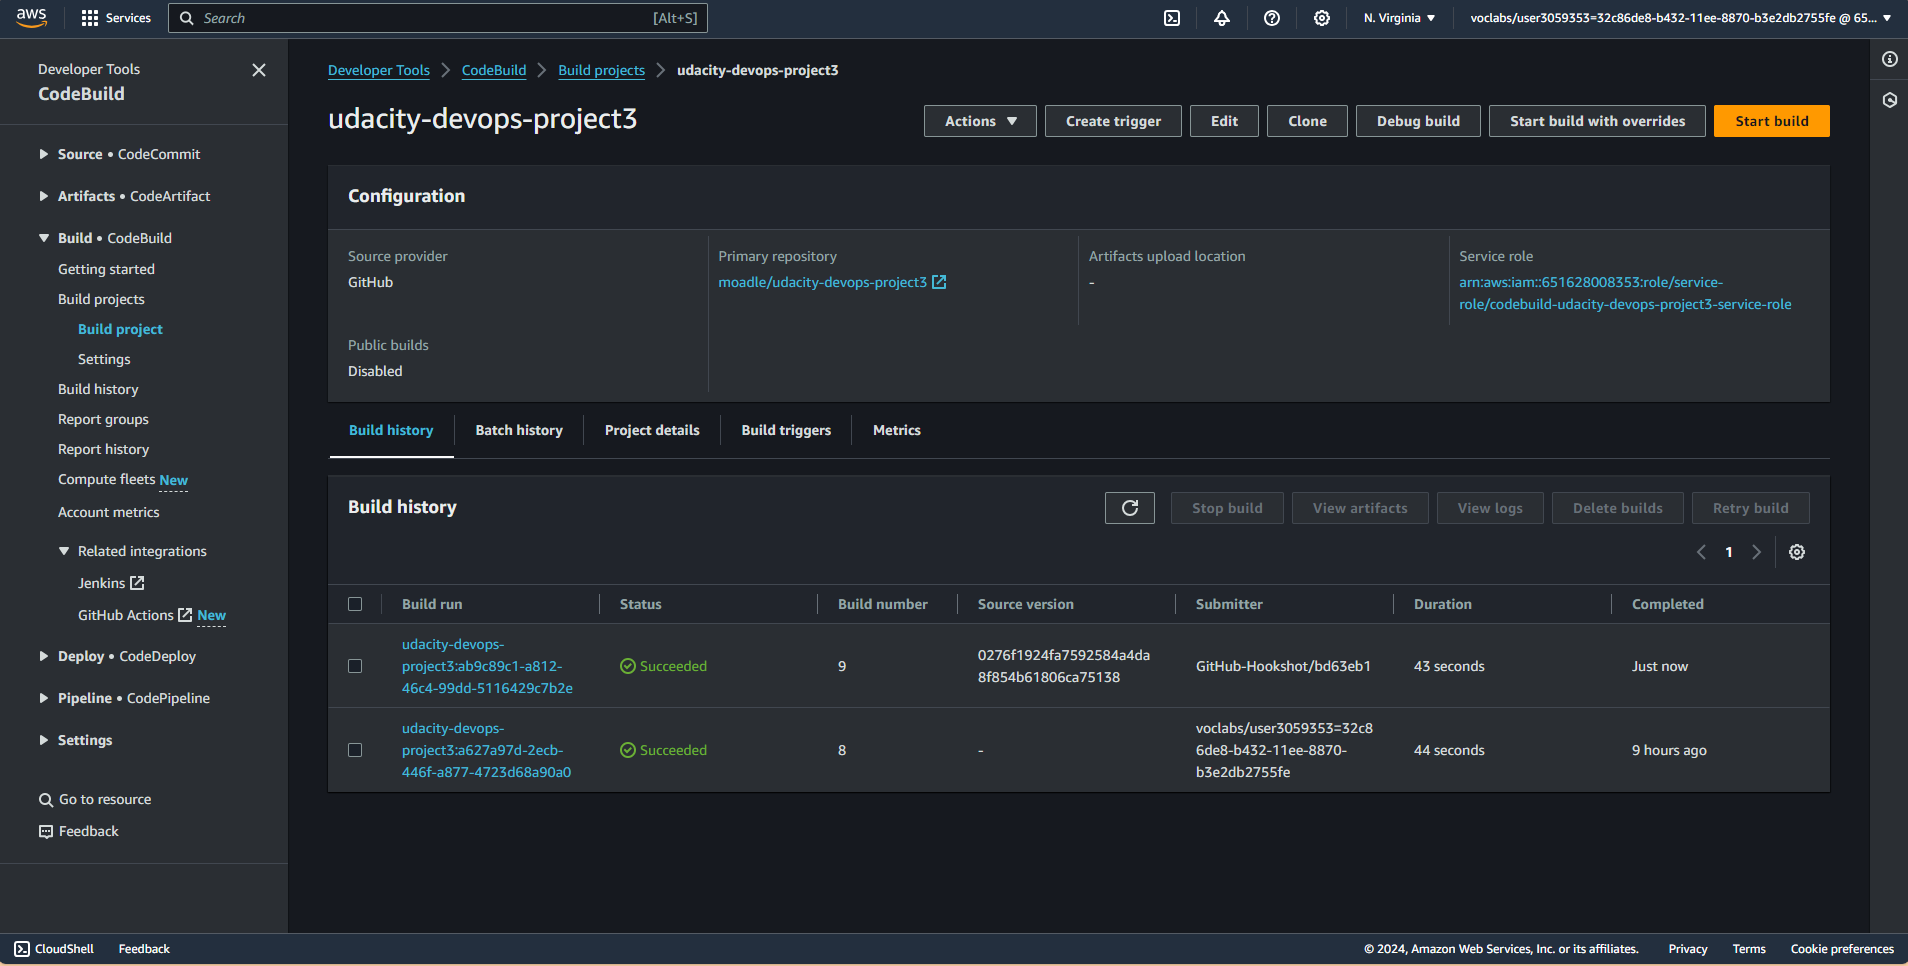 aws
Services
Search
[Alt+S]
N. Virginia
voclabs/user3059353=32c86de8-b432-11ee-8870-b3e2db2755fe @ 65...
Developer Tools
CodeBuild
Source • CodeCommit
Artifacts • CodeArtifact
Build • CodeBuild
Getting started
Build projects
Build project
Settings
Build history
Report groups
Report history
Compute fleets New
Account metrics
Related integrations
Jenkins
GitHub Actions New
Deploy • CodeDeploy
Pipeline • CodePipeline
Settings
Go to resource
Feedback
Developer Tools
CodeBuild
Build projects
udacity-devops-project3
udacity-devops-project3
Actions
Create trigger
Edit
Clone
Debug build
Start build with overrides
Start build
Configuration
Source provider
GitHub
Primary repository
moadle/udacity-devops-project3
Artifacts upload location
-
Service role
arn:aws:iam::651628008353:role/service-
role/codebuild-udacity-devops-project3-service-role
Public builds
Disabled
Build history
Batch history
Project details
Build triggers
Metrics
Build history
Stop build
View artifacts
View logs
Delete builds
Retry build
1
Build run
Status
Build number
Source version
Submitter
Duration
Completed
udacity-devops-
project3:ab9c89c1-a812-
46c4-99dd-5116429c7b2e
Succeeded
9
0276f1924fa7592584a4da
8f854b61806ca75138
GitHub-Hookshot/bd63eb1
43 seconds
Just now
udacity-devops-
project3:a627a97d-2ecb-
446f-a877-4723d68a90a0
Succeeded
8
-
voclabs/user3059353=32c8
6de8-b432-11ee-8870-
b3e2db2755fe
44 seconds
9 hours ago
CloudShell
Feedback
© 2024, Amazon Web Services, Inc. or its affiliates.
Privacy
Terms
Cookie preferences